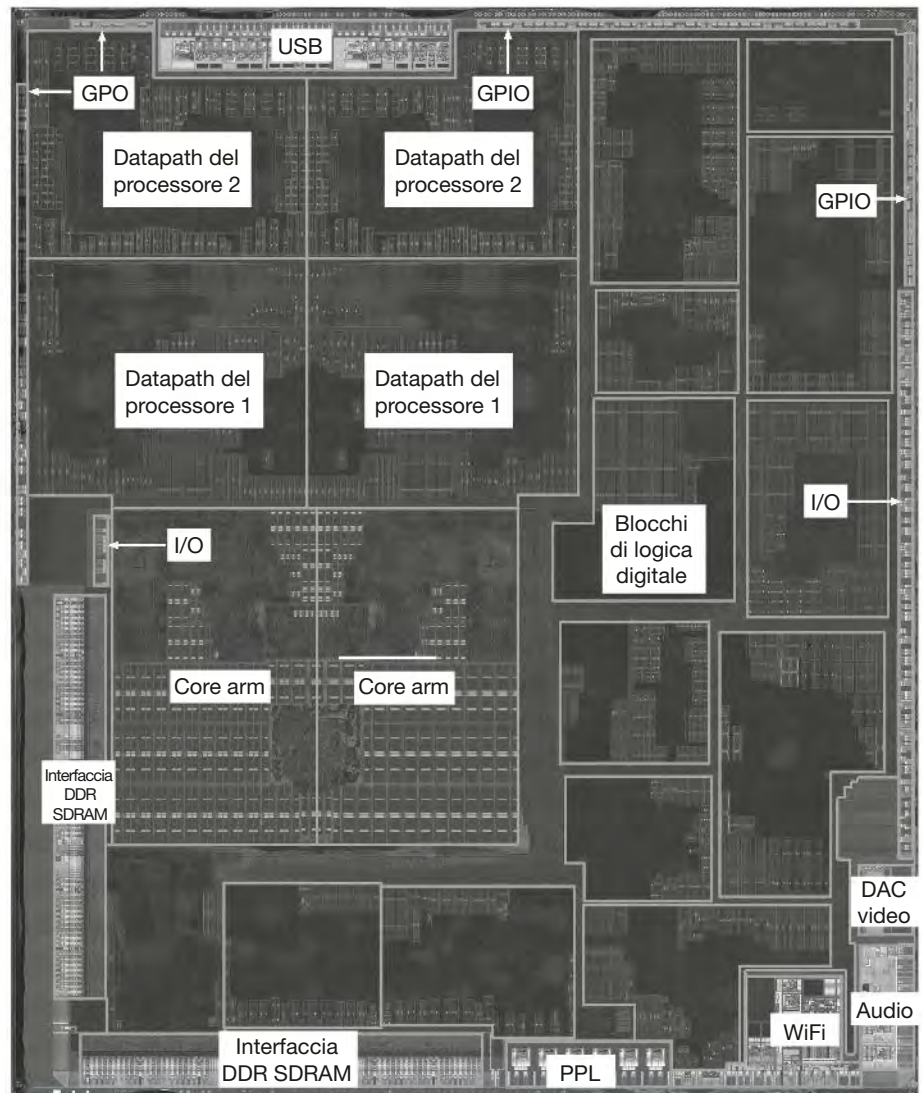 USB
GPO
GPIO
Datapath del
processore 2
Datapath del
processore 2
GPIO
Datapath del
processore 1
Datapath del
processore 1
I/O
Blocchi
di logica
digitale
I/O
Core arm
Core arm
Interfaccia
DDR
SDRAM
DAC
video
Audio
WiFi
Interfaccia
DDR SDRAM
PPL